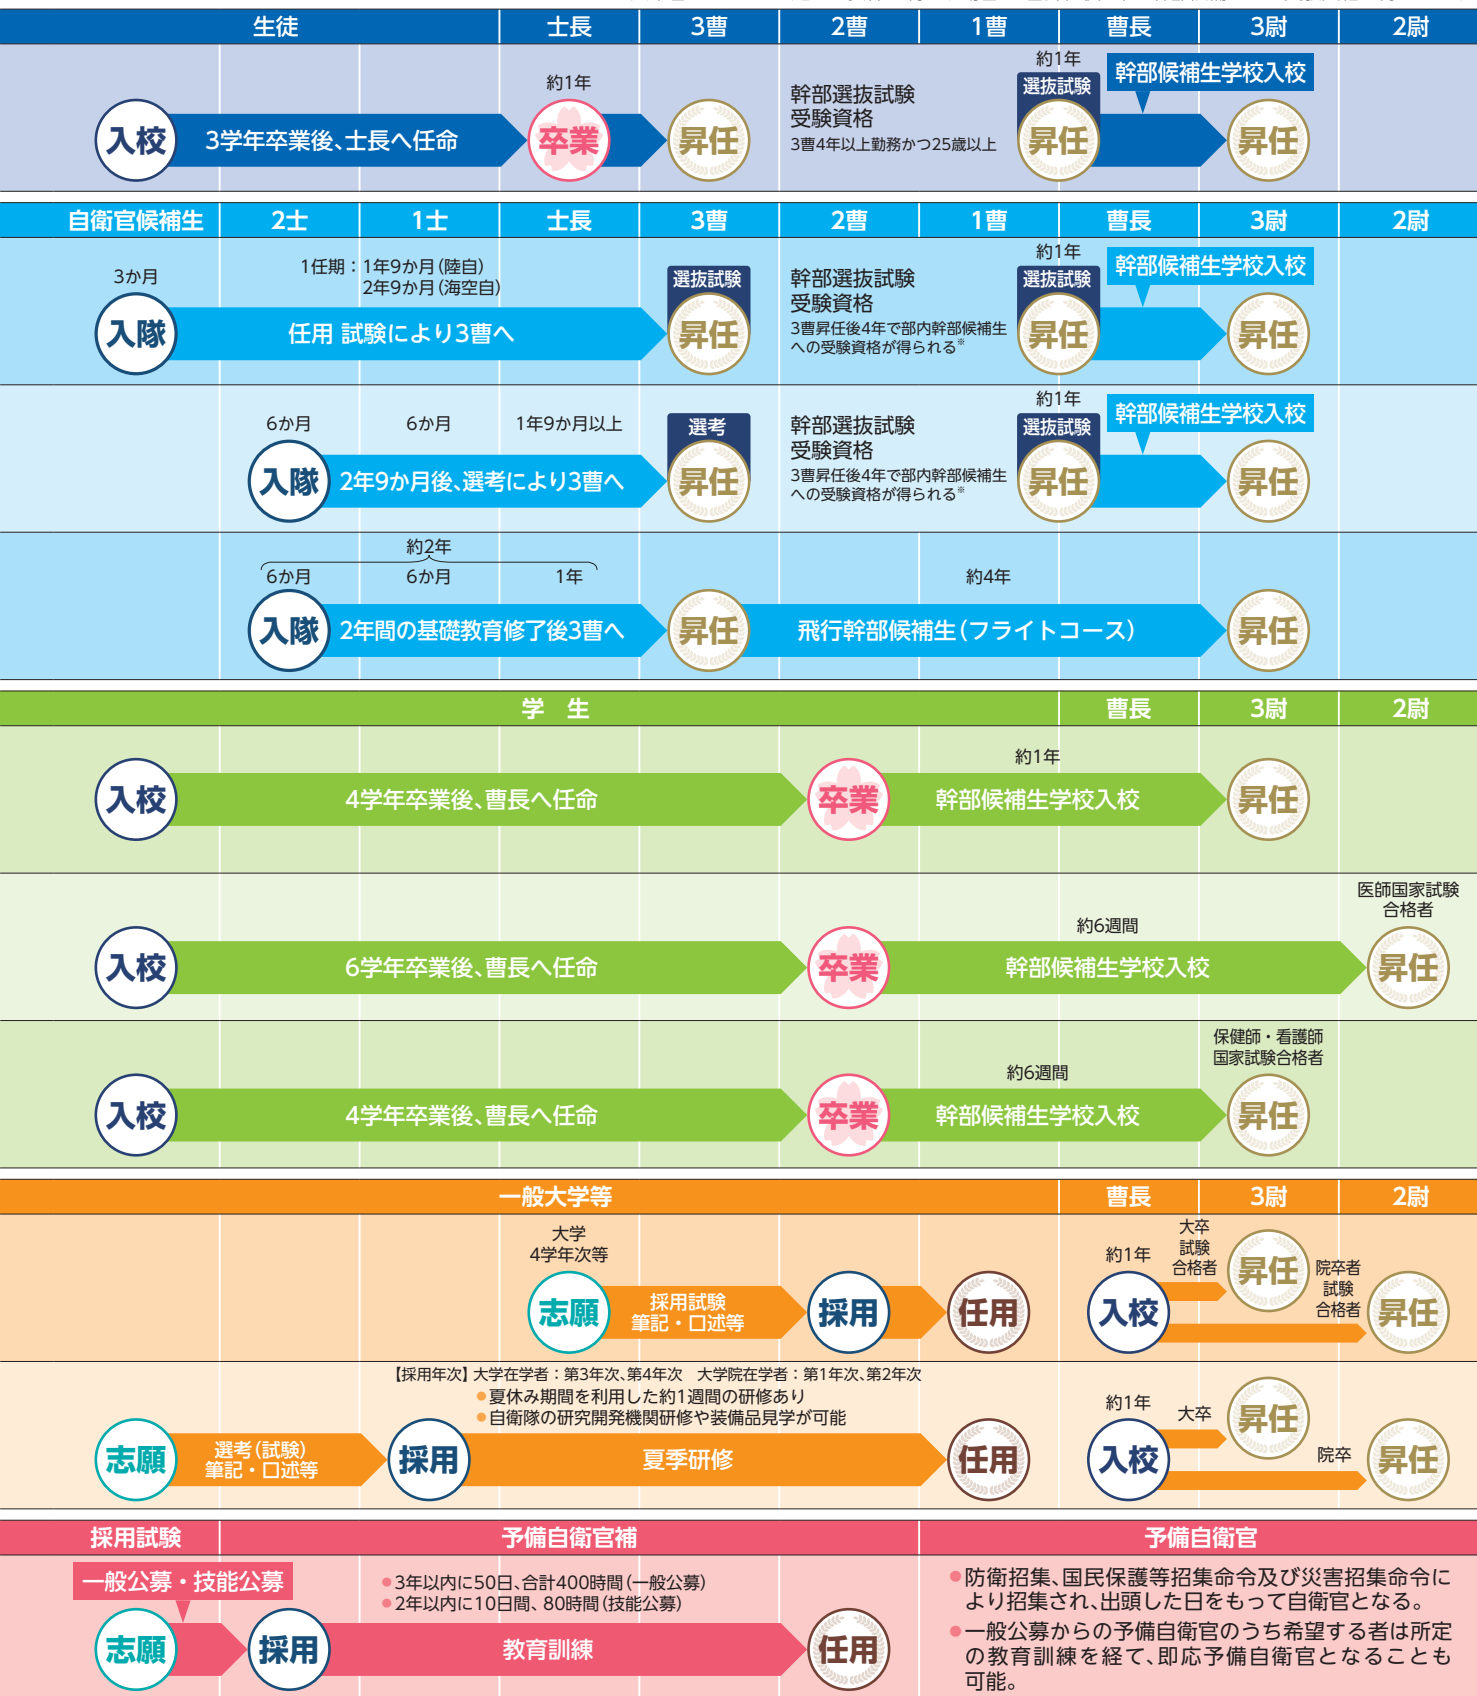 生徒 士長 3曹 2曹 1曹 曹長 3尉 2尉
約1年
約1年
幹部候補生学校入校
選抜試験
幹部選抜試験
受験資格
3曹4年以上勤務かつ25歳以上
入校 3学年卒業後、士長へ任命 卒業 昇任 昇任 昇任
自衛官候補生 2士 1士 士長 3曹 2曹 1曹 曹長 3尉 2尉
3か月
1任期：1年9か月（陸自）
2年9か月（海空自）
選抜試験
幹部選抜試験
受験資格
3曹昇任後4年で部内幹部候補生
への受験資格が得られる※
約1年
選抜試験
幹部候補生学校入校
入隊 任用 試験により3曹へ 昇任 昇任 昇任
6か月 6か月 1年9か月以上
選考
幹部選抜試験
受験資格
3曹昇任後4年で部内幹部候補生
への受験資格が得られる※
約1年
選抜試験
幹部候補生学校入校
入隊 2年9か月後、選考により3曹へ 昇任 昇任 昇任
約2年
6か月 6か月 1年 約4年
入隊 2年間の基礎教育修了後3曹へ 昇任 飛行幹部候補生（フライトコース） 昇任
学 生 曹長 3尉 2尉
約1年
入校 4学年卒業後、曹長へ任命 卒業 幹部候補生学校入校 昇任
医師国家試験
合格者
約6週間
入校 6学年卒業後、曹長へ任命 卒業 幹部候補生学校入校 昇任
保健師・看護師
国家試験合格者
約6週間
入校 4学年卒業後、曹長へ任命 卒業 幹部候補生学校入校 昇任
一般大学等 曹長 3尉 2尉
大学
4学年次等
志願
採用試験
筆記・口述等
採用 任用
約1年
入校
大卒
試験
合格者
昇任
院卒者
試験
合格者
昇任
【採用年次】大学在学者：第3年次、第4年次 大学院在学者：第1年次、第2年次
●夏休み期間を利用した約1週間の研修あり
●自衛隊の研究開発機関研修や装備品見学が可能
志願
選考（試験）
筆記・口述等
採用 夏季研修 任用
約1年
入校
大卒
昇任
院卒
昇任
採用試験 予備自衛官補 予備自衛官
一般公募・技能公募
●3年以内に50日、合計400時間（一般公募）
●2年以内に10日間、80時間（技能公募）
志願 採用 教育訓練 任用
●防衛招集、国民保護等招集命令及び災害招集命令に
より招集され、出頭した日をもって自衛官となる。
●一般公募からの予備自衛官のうち希望する者は所定
の教育訓練を経て、即応予備自衛官となることも
可能。